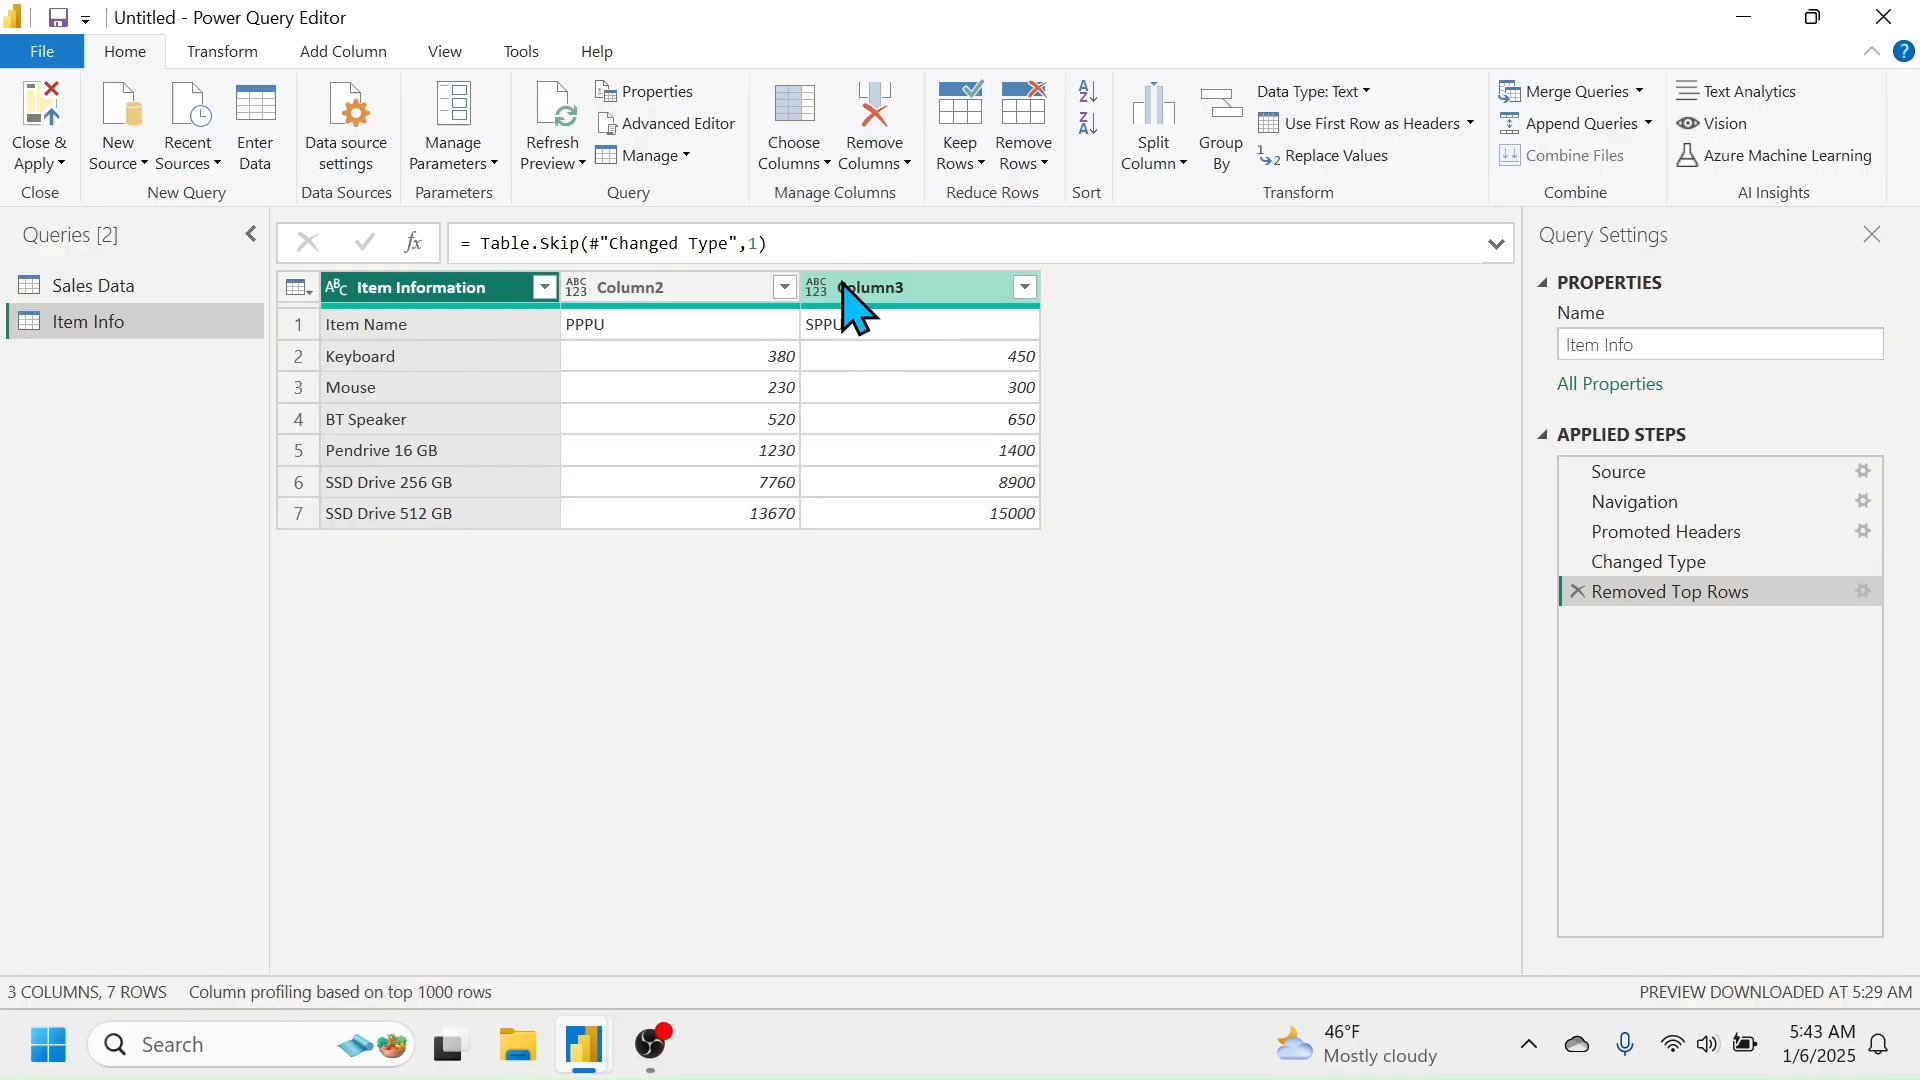 Untitled - Power Query Editor
File
Home
Transform
Add Column
View
Tools
Help
?
Close &
Apply
New
Source
Recent
Sources
Enter
Data
Data source
settings
Manage
Parameters
Refresh
Preview
Properties
Advanced Editor
Manage
Choose
Columns
Remove
Columns
Keep
Rows
Remove
Rows
Split
Column
Group
By
Data Type: Text
Use First Row as Headers
Replace Values
Merge Queries
Append Queries
Combine Files
Text Analytics
Vision
Azure Machine Learning
Close
New Query
Data Sources
Parameters
Query
Manage Columns
Reduce Rows
Sort
Transform
Combine
AI Insights
Queries [2]
Sales Data
Item Info
fx
= Table.Skip(#"Changed Type",1)
ABC Item Information
ABC 123 Column2
ABC 123 Column3
1 Item Name PPPU SPPU
2 Keyboard 380 450
3 Mouse 230 300
4 BT Speaker 520 650
5 Pendrive 16 GB 1230 1400
6 SSD Drive 256 GB 7760 8900
7 SSD Drive 512 GB 13670 15000
Query Settings
PROPERTIES
Name
Item Info
All Properties
APPLIED STEPS
Source
Navigation
Promoted Headers
Changed Type
Removed Top Rows
3 COLUMNS, 7 ROWS Column profiling based on top 1000 rows
PREVIEW DOWNLOADED AT 5:29 AM
Search
46°F
Mostly cloudy
5:43 AM
1/6/2025